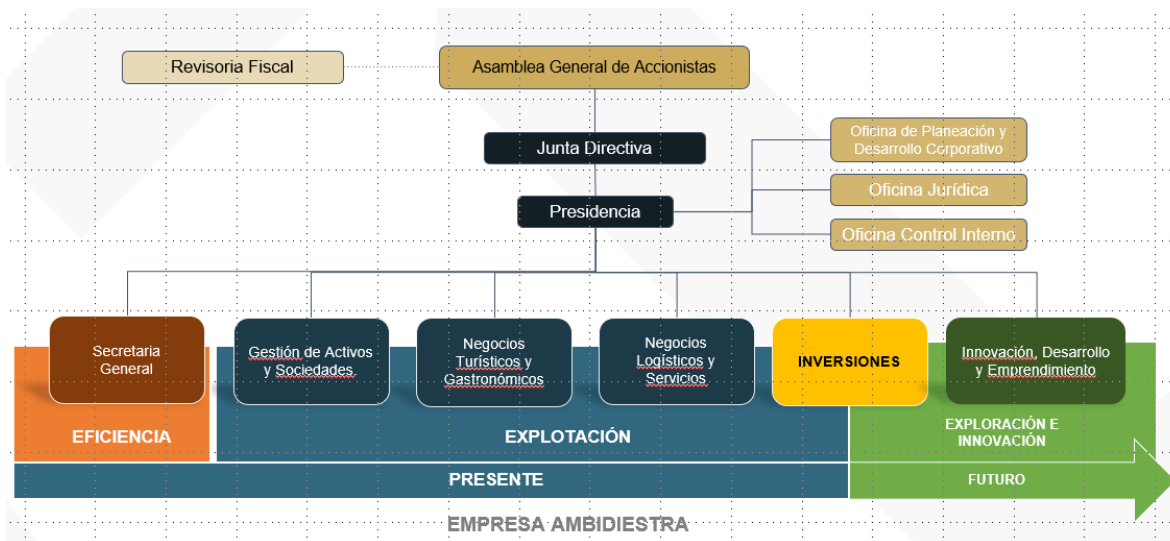 Revisoria Fiscal
Asamblea General de Accionistas
Junta Directiva
Oficina de Planeación y
Desarrollo Corporativo
Oficina Jurídica
Presidencia
Oficina Control Interno
Secretaria
General
Gestión de Activos
y Sociedades
Negocios
Turísticos y
Gastronómicos
Negocios
Logísticos y
Servicios
INVERSIONES
Innovación, Desarrollo
y Emprendimiento
EFICIENCIA
EXPLOTACIÓN
EXPLORACIÓN E
INNOVACIÓN
PRESENTE
FUTURO
EMPRESA AMBIDIESTRA